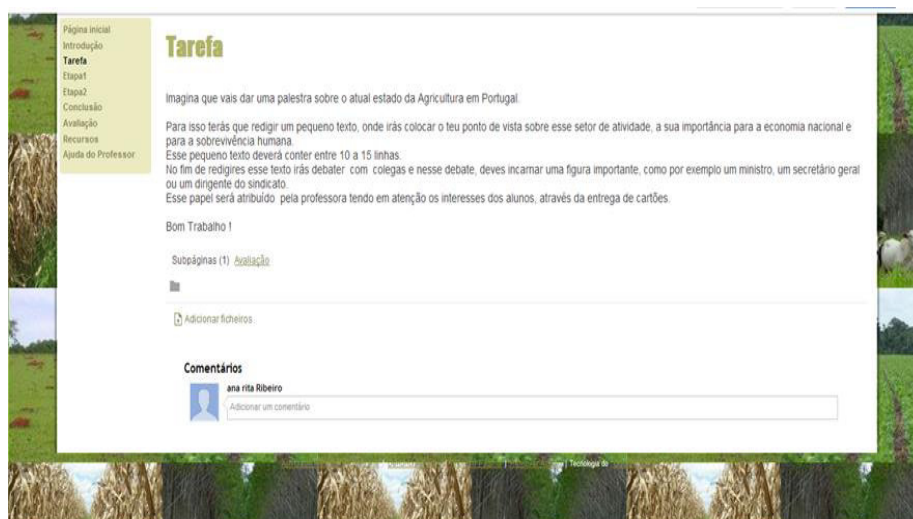 Página inicial
Introdução
Tarefa
Etapa1
Etapa2
Conclusão
Avaliação
Recursos
Ajuda do Professor
Tarefa
Imagina que vais dar uma palestra sobre o atual estado da Agricultura em Portugal.
Para isso terás que redigir um pequeno texto, onde irás colocar o teu ponto de vista sobre esse setor de atividade, a sua importância para a economia nacional e
para a sobrevivência humana.
Esse pequeno texto deverá conter entre 10 a 15 linhas.
No fim de redigires esse texto irás debater com colegas e nesse debate, deves incarnar uma figura importante, como por exemplo um ministro, um secretário geral
ou um dirigente do sindicato.
Esse papel será atribuído pela professora tendo em atenção os interesses dos alunos, através da entrega de cartões.
Bom Trabalho !
Subpáginas (1) Avaliação
Adicionar ficheiros
Comentários
ana rita Ribeiro
Adicionar um comentário
| Tecnologia do